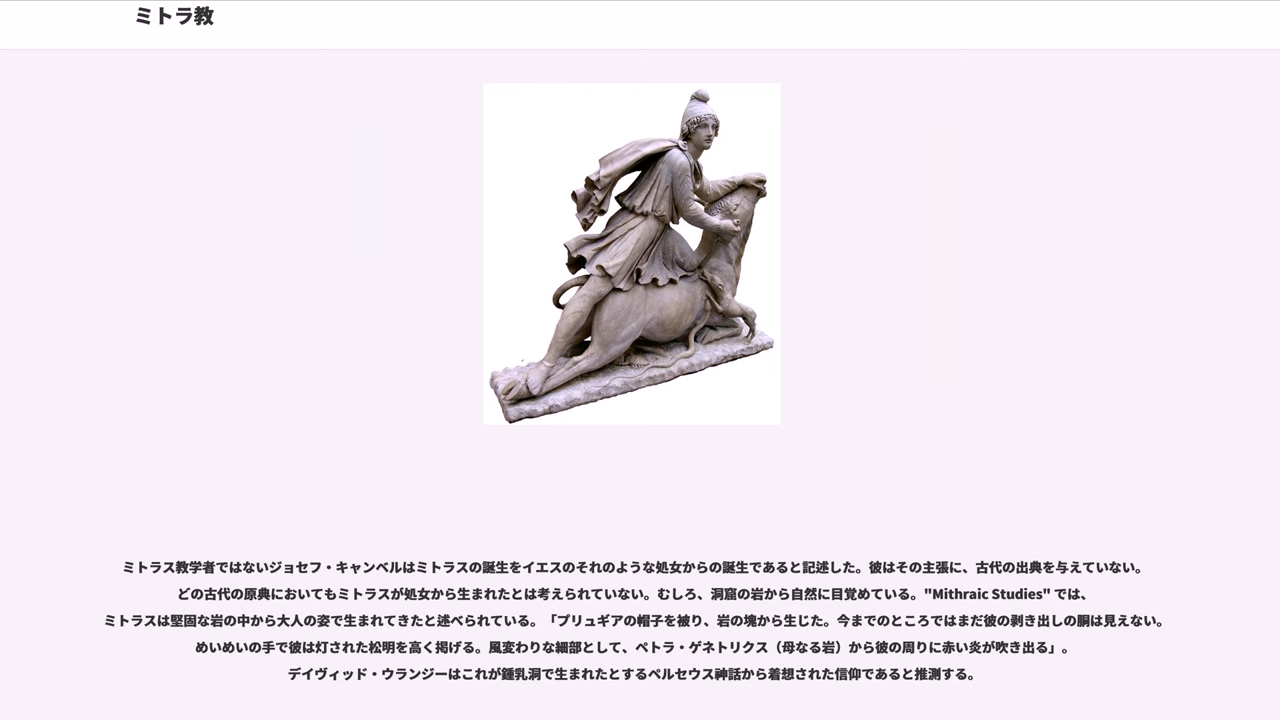 ミトラ教
ミトラス教学者ではないジョセフ・キャンベルはミトラスの誕生をイエスのそれのような処女からの誕生であると記述した。彼はその主張に、古代の出典を与えていない。
どの古代の原典においてもミトラスが処女から生まれたとは考えられていない。むしろ、洞窟の岩から自然に目覚めている。"Mithraic Studies" では、
ミトラスは堅固な岩の中から大人の姿で生まれてきたと述べられている。「プリュギアの帽子を被り、岩の塊から生じた。今までのところではまだ彼の剥き出しの胴は見えない。
めいめいの手で彼は灯された松明を高く掲げる。風変わりな細部として、ペトラ・ゲネトリクス（母なる岩）から彼の周りに赤い炎が吹き出る」。
デイヴィッド・ウランジーはこれが鍾乳洞で生まれたとするペルセウス神話から着想された信仰であると推測する。